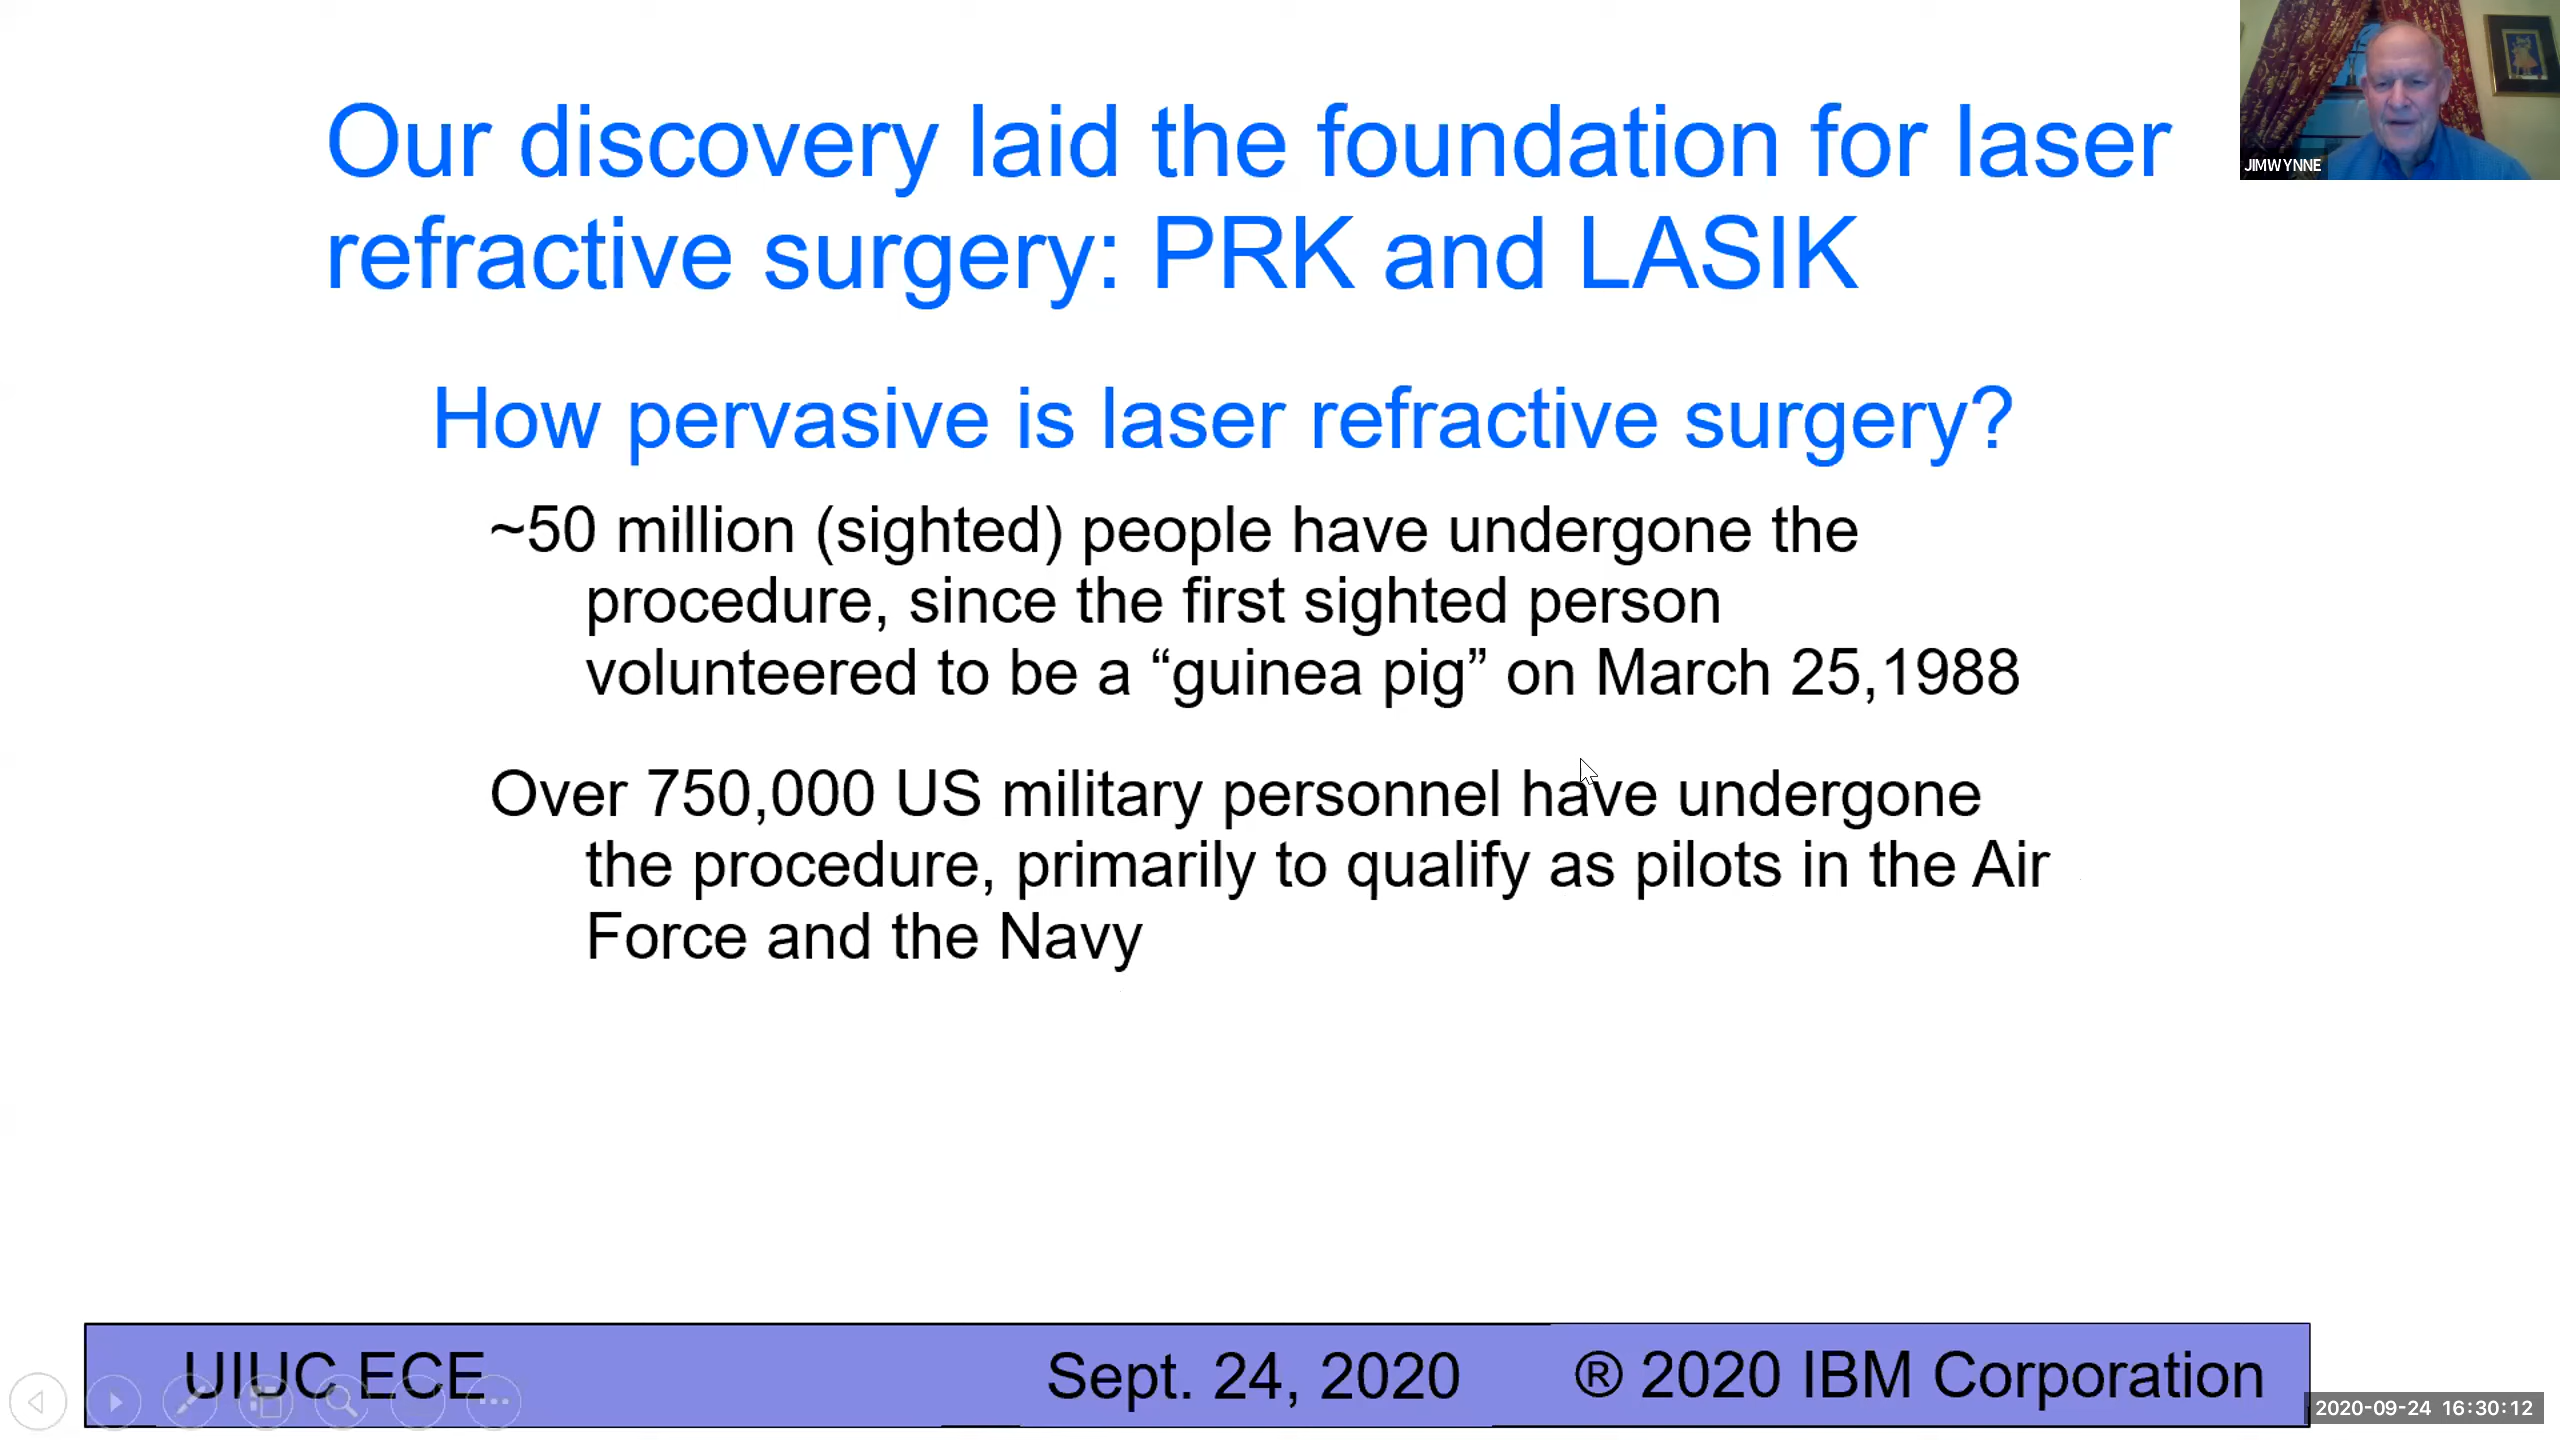 Our discovery laid the foundation for laser
refractive surgery: PRK and LASIK
JIMWYNNE
How pervasive is laser refractive surgery?
~50 million (sighted) people have undergone the
procedure, since the first sighted person
volunteered to be a “guinea pig” on March 25,1988
Over 750,000 US military personnel have undergone
the procedure, primarily to qualify as pilots in the Air
Force and the Navy
UIUC ECE
Sept. 24, 2020
® 2020 IBM Corporation
2020-09-24 16:30:12